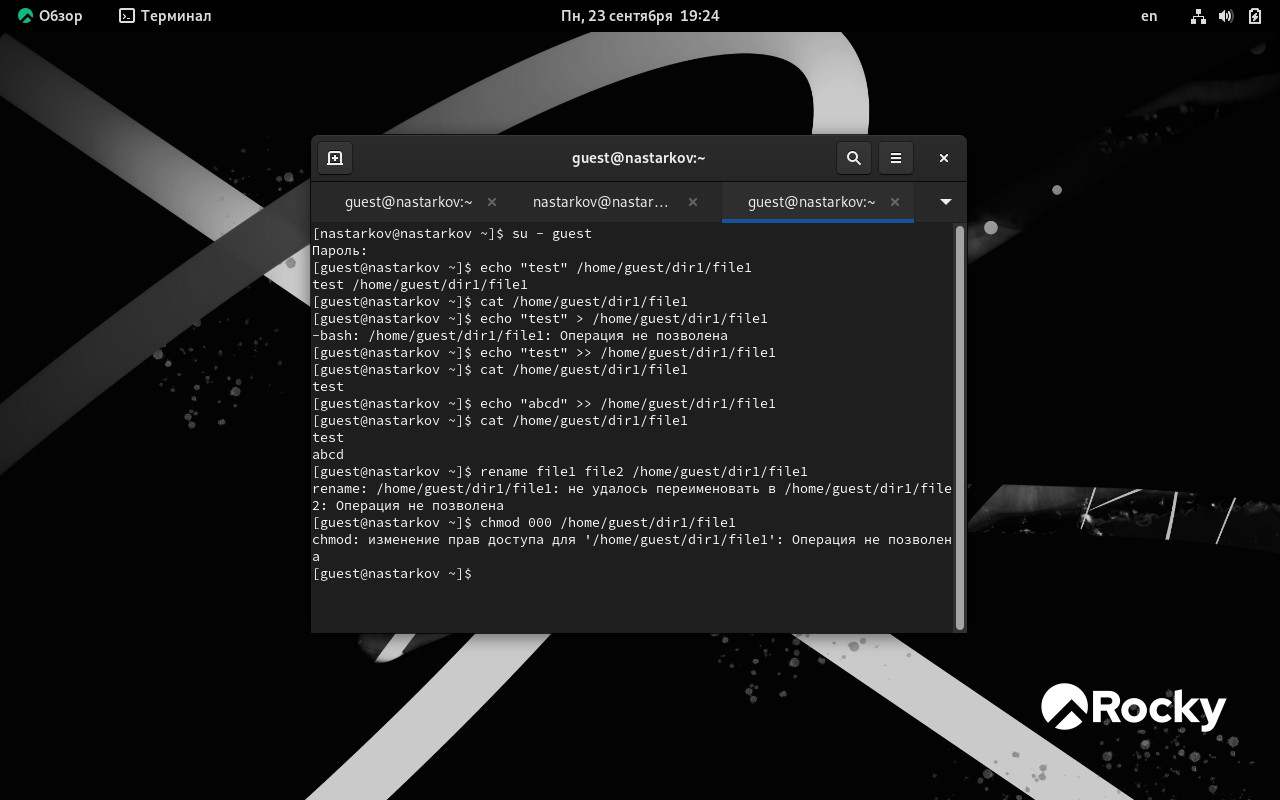 Обзор Терминал Пн, 23 сентября 19:24 en
guest@nastarkov:~
guest@nastarkov:~ nastarkov@nastar... guest@nastarkov:~
[nastarkov@nastarkov ~]$ su - guest
Пароль:
[guest@nastarkov ~]$ echo "test" /home/guest/dir1/file1
test /home/guest/dir1/file1
[guest@nastarkov ~]$ cat /home/guest/dir1/file1
[guest@nastarkov ~]$ echo "test" > /home/guest/dir1/file1
-bash: /home/guest/dir1/file1: Операция не позволена
[guest@nastarkov ~]$ echo "test" >> /home/guest/dir1/file1
[guest@nastarkov ~]$ cat /home/guest/dir1/file1
test
[guest@nastarkov ~]$ echo "abcd" >> /home/guest/dir1/file1
[guest@nastarkov ~]$ cat /home/guest/dir1/file1
test
abcd
[guest@nastarkov ~]$ rename file1 file2 /home/guest/dir1/file1
rename: /home/guest/dir1/file1: не удалось переименовать в /home/guest/dir1/file
2: Операция не позволена
[guest@nastarkov ~]$ chmod 000 /home/guest/dir1/file1
chmod: изменение прав доступа для '/home/guest/dir1/file1': Операция не позволен
а
[guest@nastarkov ~]$
Rocky